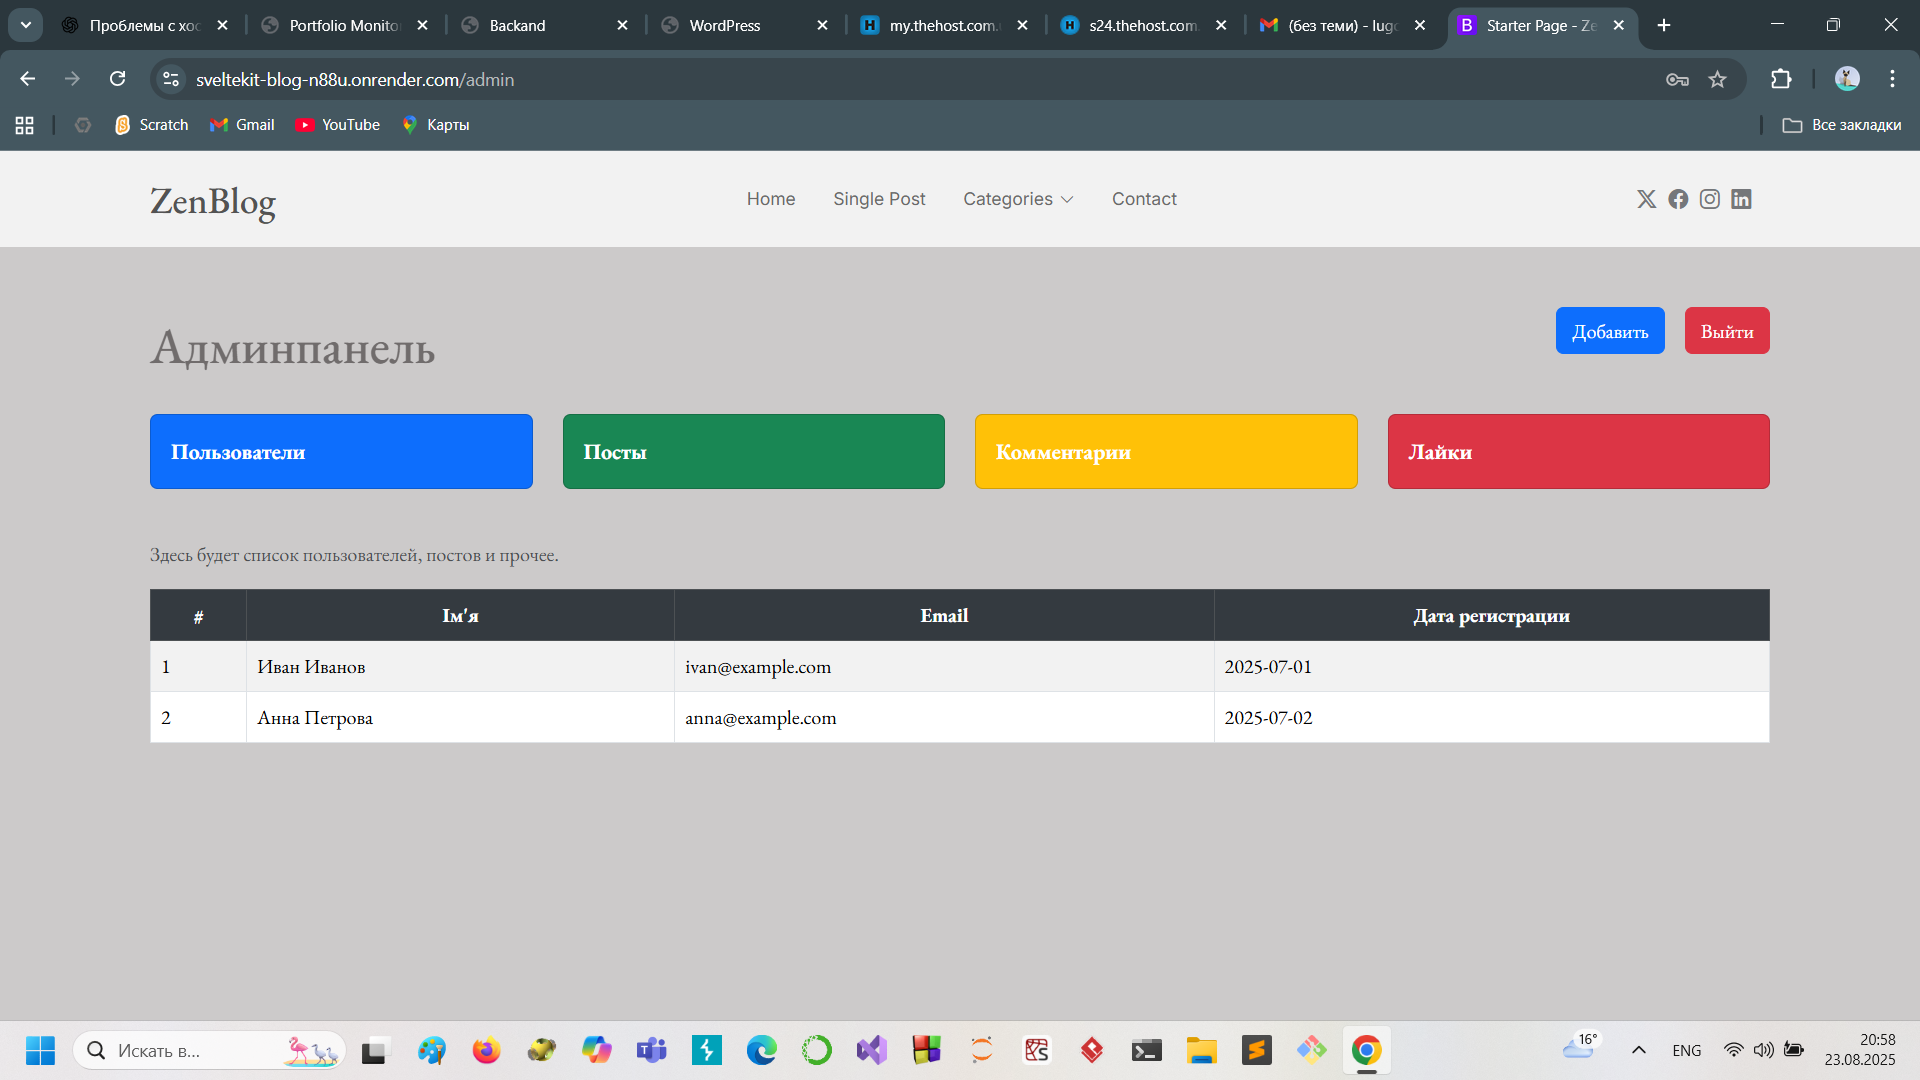 Проблемы с хос
Portfolio Monito
Backand
WordPress
my.thehost.com.
s24.thehost.com.
(без теми) - lug
Starter Page - Ze
sveltekit-blog-n88u.onrender.com/admin
Scratch
Gmail
YouTube
Карты
Все закладки
ZenBlog
Home
Single Post
Categories
Contact
Админпанель
Добавить
Выйти
Пользователи
Посты
Комментарии
Лайки
Здесь будет список пользователей, постов и прочее.
# Ім'я Email Дата регистрации
1 Иван Иванов ivan@example.com 2025-07-01
2 Анна Петрова anna@example.com 2025-07-02
Искать в...
16°
ENG
20:58
23.08.2025